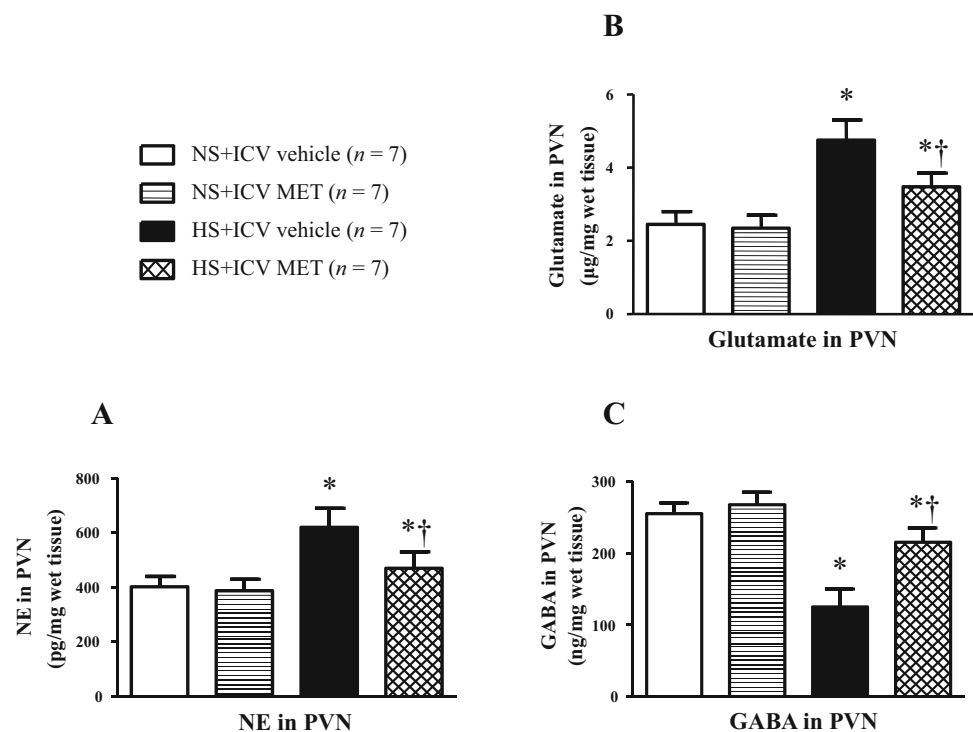 B
NS+ICV vehicle (n = 7)
NS+ICV MET (n = 7)
HS+ICV vehicle (n = 7)
HS+ICV MET (n = 7)
Glutamate in PVN
(µg/mg wet tissue)
6
4
2
0
*
*†
Glutamate in PVN
A
NE in PVN
(pg/mg wet tissue)
800
600
400
200
0
*
*†
NE in PVN
C
GABA in PVN
(ng/mg wet tissue)
300
200
100
0
*
*†
GABA in PVN